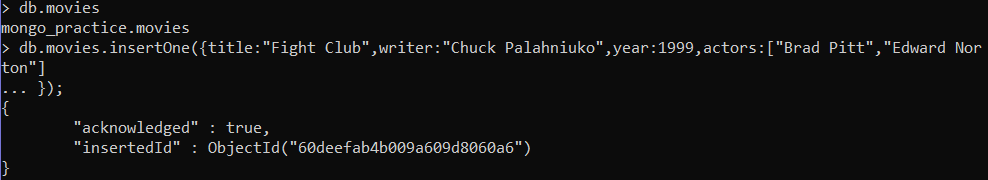 > db.movies
mongo_practice.movies
> db.movies.insertOne({title:"Fight Club",writer:"Chuck Palahniuko",year:1999,actors:["Brad Pitt","Edward Nor
ton"]
... });
{
        "acknowledged" : true,
        "insertedId" : ObjectId("60deefab4b009a609d8060a6")
}